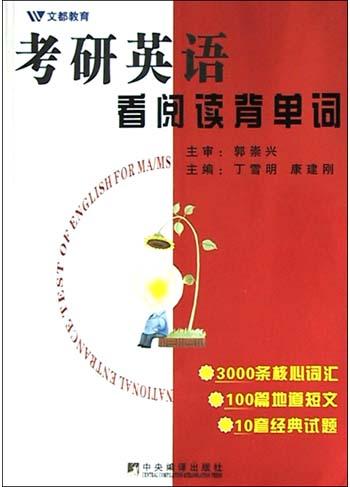 文都教育
考研英语
看阅读背单词
主审：郭崇兴
主编：丁雪明 康建刚
NATIONAL ENTRANCE TEST OF ENGLISH FOR MA/MS
3000条核心词汇
100篇地道短文
10套经典试题
中央编译出版社